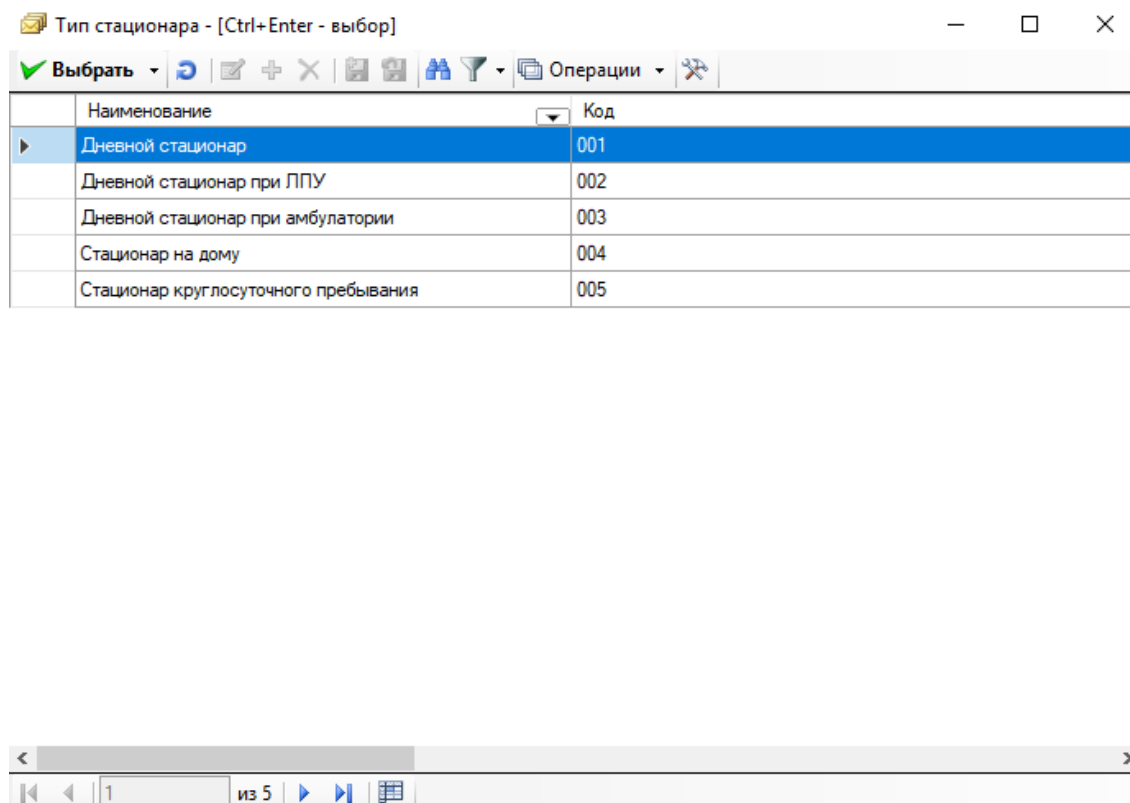 Тип стационара - [Ctrl+Enter - выбор]
Выбрать Операции
Наименование Код
Дневной стационар 001
Дневной стационар при ЛПУ 002
Дневной стационар при амбулатории 003
Стационар на дому 004
Стационар круглосуточного пребывания 005
1 из 5